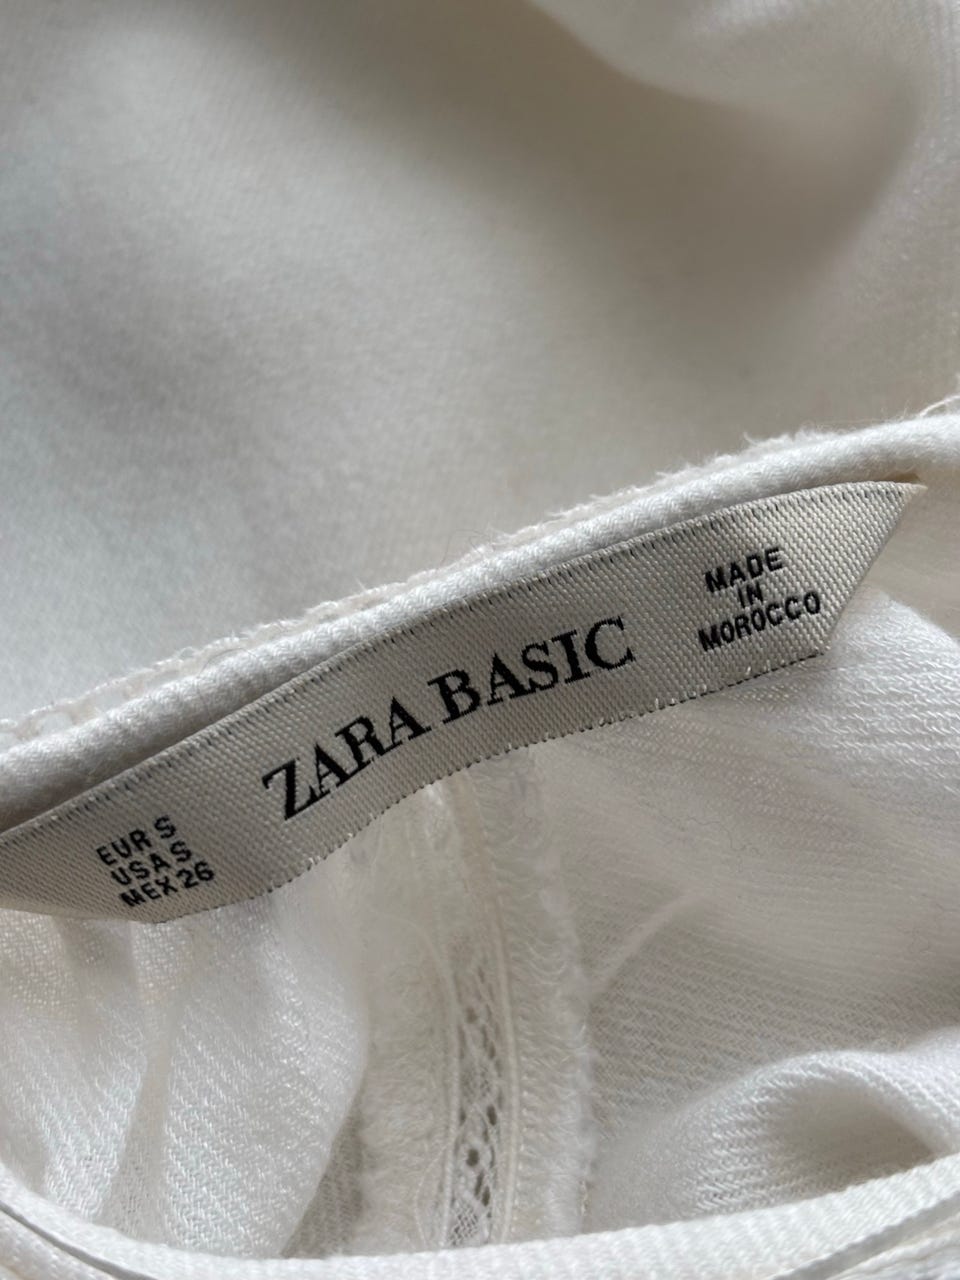 EUR S
USA S
MEX 26
ZARA BASIC
MADE
IN
MOROCCO